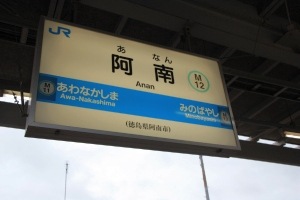 JR
あ なん
阿南
Anan
M
12
M
11
あわなかしま
Awa-Nakashima
みのばやし
Minobayashi
(徳島県阿南市)